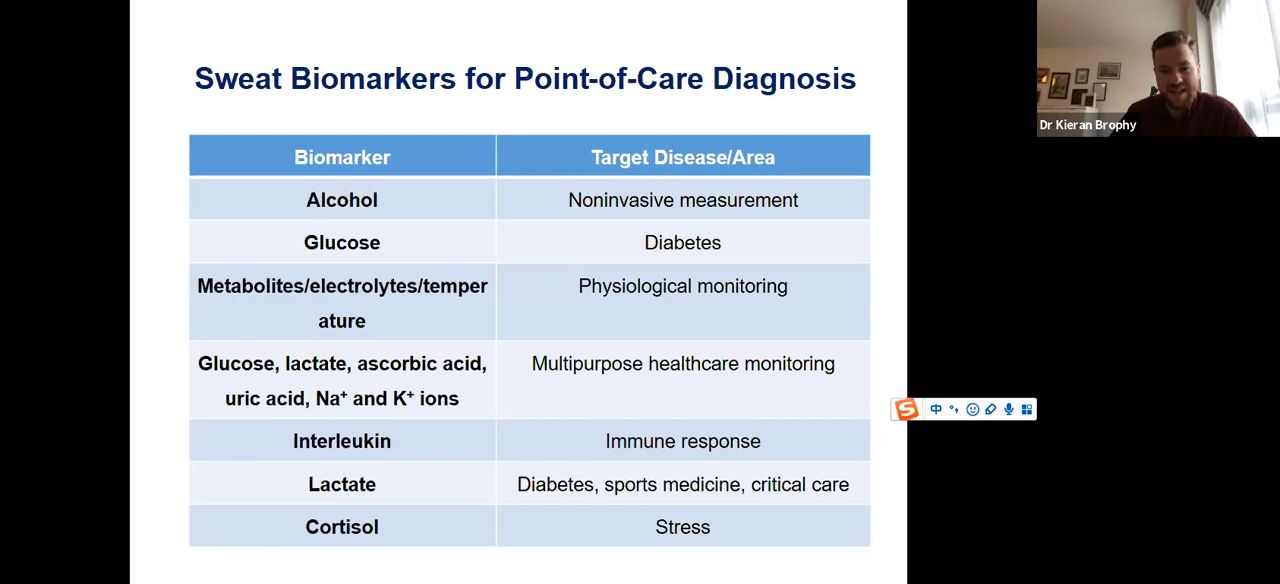 Sweat Biomarkers for Point-of-Care Diagnosis
Dr Kieran Brophy
Biomarker Target Disease/Area
Alcohol Noninvasive measurement
Glucose Diabetes
Metabolites/electrolytes/temper Physiological monitoring
ature
Glucose, lactate, ascorbic acid, Multipurpose healthcare monitoring
uric acid, Na⁺ and K⁺ ions
S 中
Interleukin Immune response
Lactate Diabetes, sports medicine, critical care
Cortisol Stress